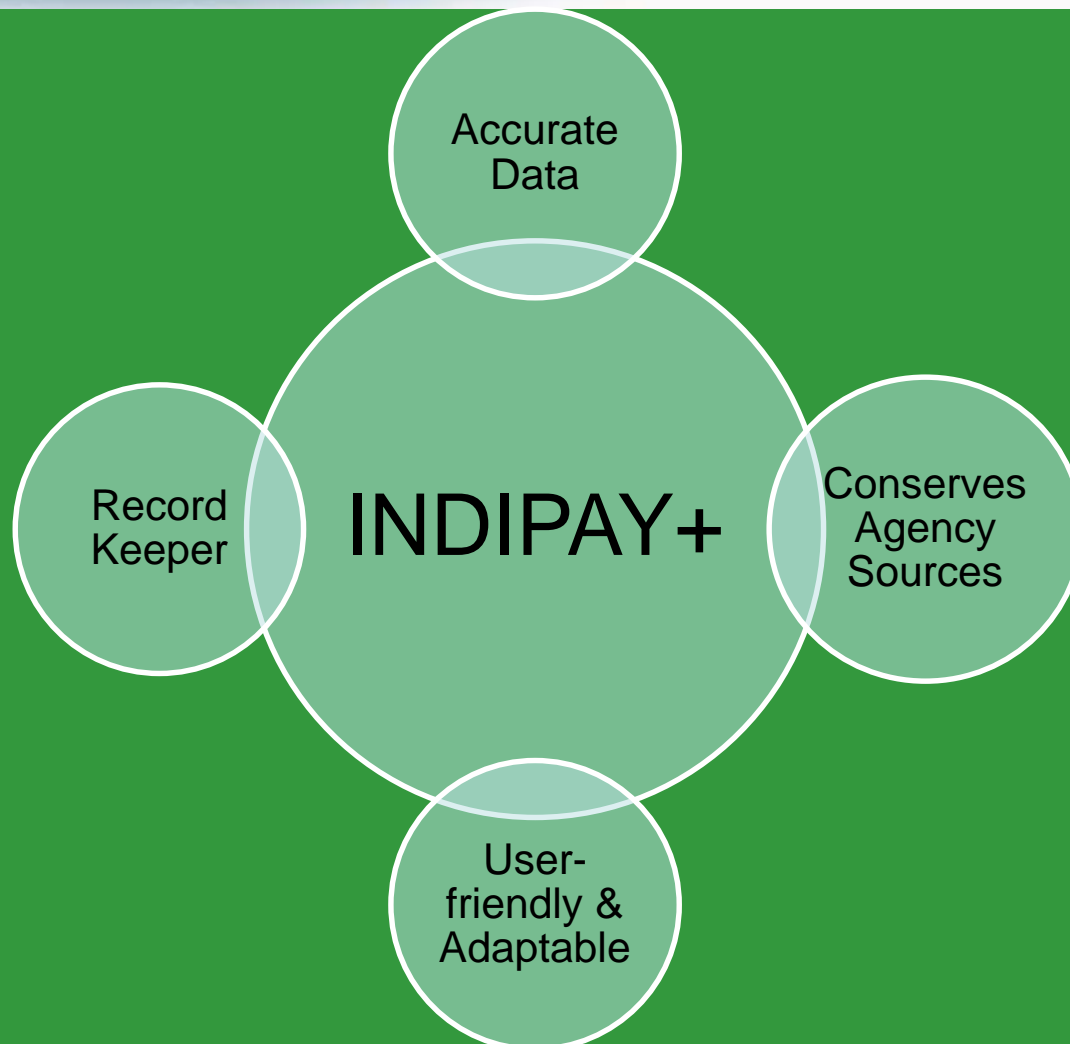 Accurate
Data
Record
Keeper
INDIPAY+
Conserves
Agency
Sources
User-
friendly &
Adaptable